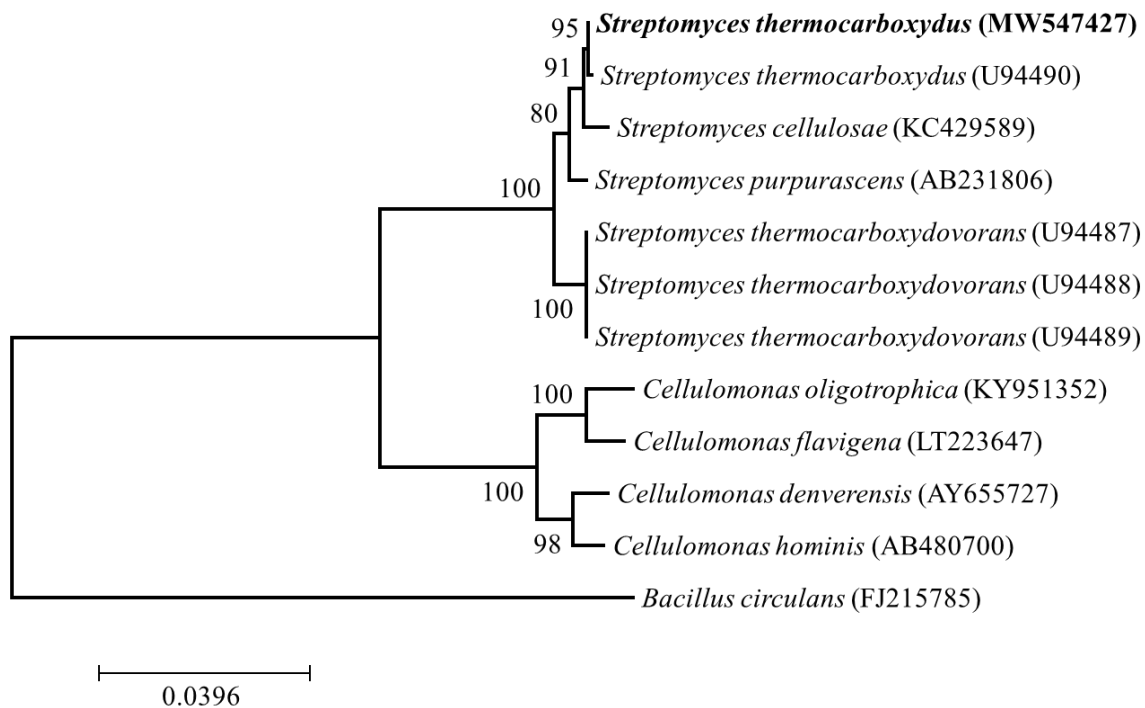 95
Streptomyces thermocarboxydus (MW547427)
91
Streptomyces thermocarboxydus (U94490)
80
Streptomyces cellulosae (KC429589)
100
Streptomyces purpurascens (AB231806)
Streptomyces thermocarboxydovorans (U94487)
Streptomyces thermocarboxydovorans (U94488)
100
Streptomyces thermocarboxydovorans (U94489)
100
Cellulomonas oligotrophica (KY951352)
Cellulomonas flavigena (LT223647)
100
Cellulomonas denverensis (AY655727)
98
Cellulomonas hominis (AB480700)
Bacillus circulans (FJ215785)
0.0396